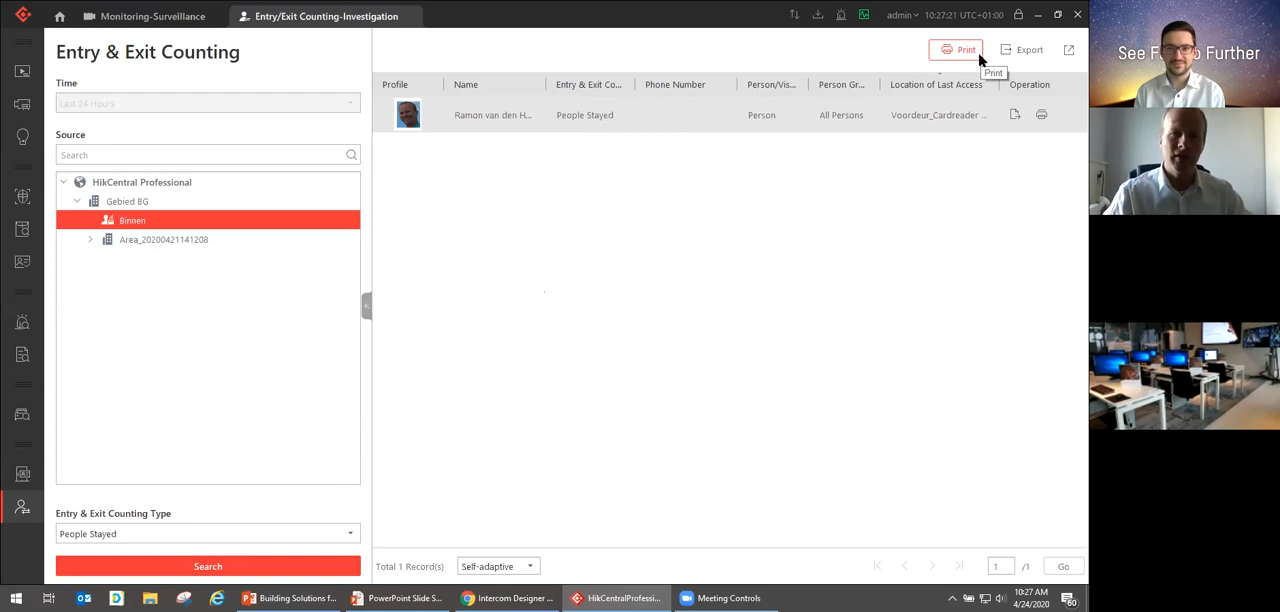 Monitoring-Surveillance
Entry/Exit Counting-Investigation
admin
10:27:21 UTC+01:00
Entry & Exit Counting
Time
Last 24 Hours
Source
Search
HikCentral Professional
Gebied BG
Binnen
Area_20200421141208
Entry & Exit Counting Type
People Stayed
Search
Print
Export
Print
Profile
Name
Entry & Exit Co...
Phone Number
Person/Vis...
Person Gr...
Location of Last Access
Operation
Ramon van den H...
People Stayed
Person
All Persons
Voordeur_Cardreader ...
Total 1 Record(s)
Self-adaptive
1
/1
Go
See F
o Further
Building Solutions f...
PowerPoint Slide S...
Intercom Designer ...
HikCentralProfessi...
Meeting Controls
10:27 AM
4/24/2020
60